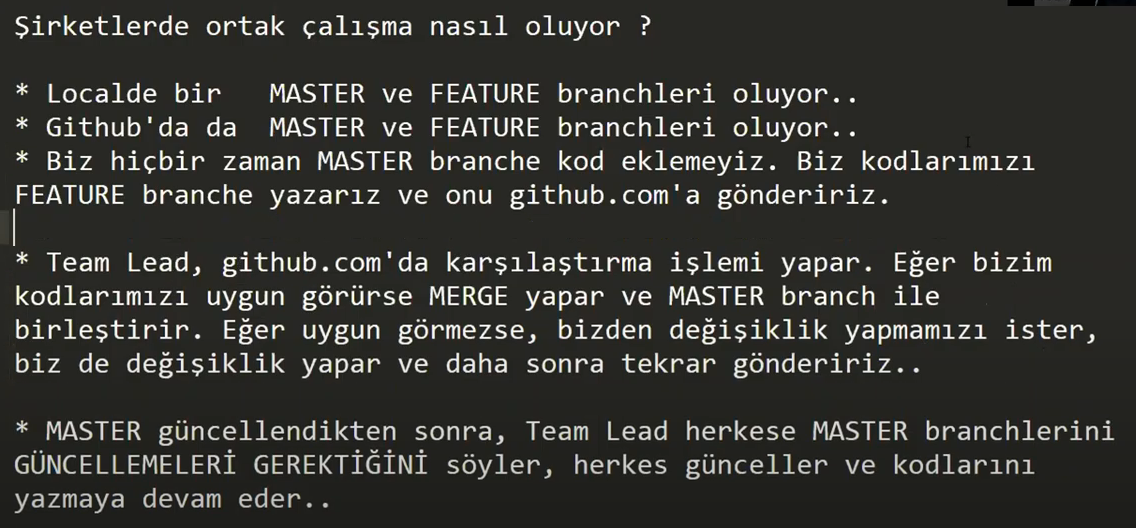 Şirketlerde ortak çalışma nasıl oluyor ?
* Localde bir   MASTER ve FEATURE branchleri oluyor..
* Github'da da  MASTER ve FEATURE branchleri oluyor..
* Biz hiçbir zaman MASTER branche kod eklemeyiz. Biz kodlarımızı
FEATURE branche yazarız ve onu github.com'a göndeririz.
* Team Lead, github.com'da karşılaştırma işlemi yapar. Eğer bizim
kodlarımızı uygun görürse MERGE yapar ve MASTER branch ile
birleştirir. Eğer uygun görmezse, bizden değişiklik yapmamızı ister,
biz de değişiklik yapar ve daha sonra tekrar göndeririz..
* MASTER güncellendikten sonra, Team Lead herkese MASTER branchlerini
GÜNCELLEMELERİ GEREKTİĞİNİ söyler, herkes günceller ve kodlarını
yazmaya devam eder..